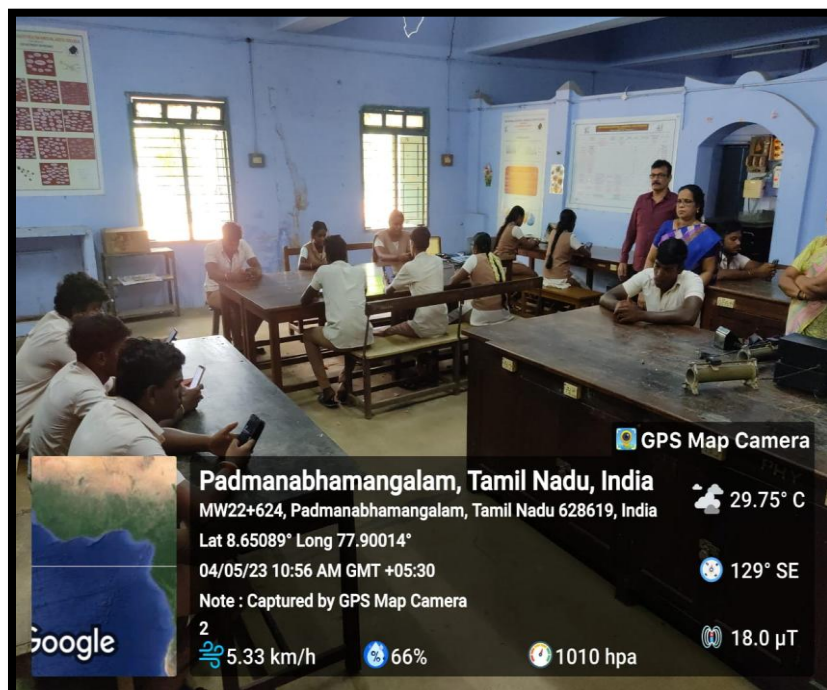 GPS Map Camera
Padmanabhamangalam, Tamil Nadu, India
MW22+624, Padmanabhamangalam, Tamil Nadu 628619, India
Lat 8.65089° Long 77.90014°
04/05/23 10:56 AM GMT +05:30
Note : Captured by GPS Map Camera
2
5.33 km/h
66%
1010 hpa
29.75° C
129° SE
18.0 µT
Google
PHY